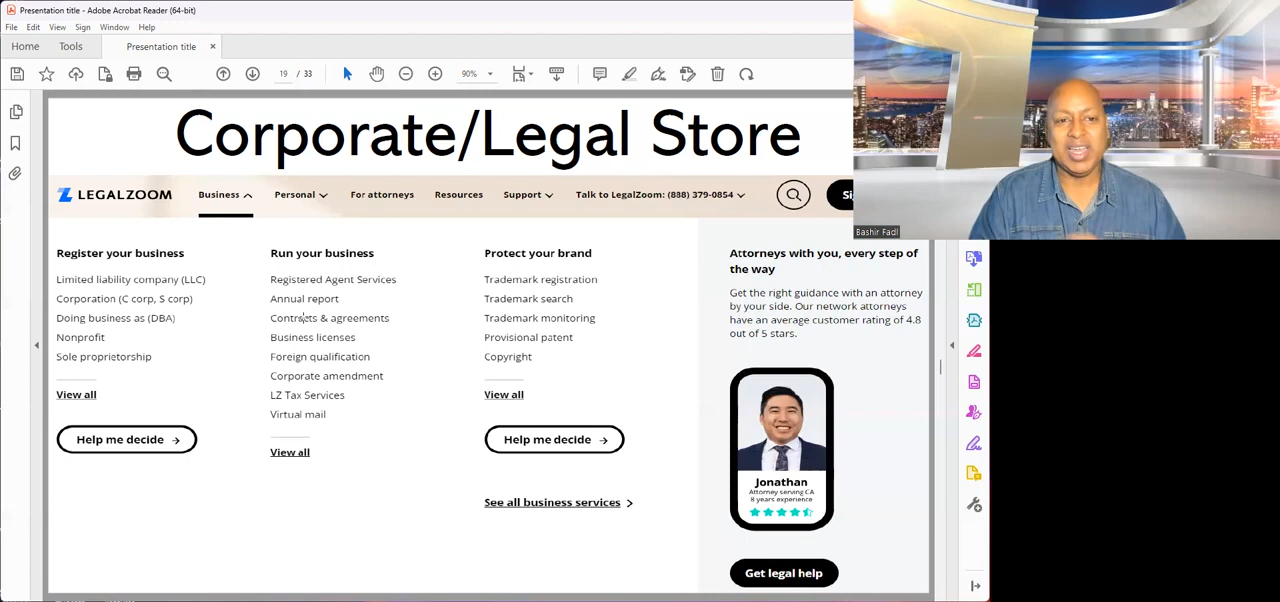 Presentation title - Adobe Acrobat Reader (64-bit)
File Edit View Sign Window Help
Home Tools Presentation title ×
19 / 33 90%
Corporate/Legal Store
LEGALZOOM Business Personal For attorneys Resources Support Talk to LegalZoom: (888) 379-0854
Bashir Fadl
Register your business
Limited liability company (LLC)
Corporation (C corp, S corp)
Doing business as (DBA)
Nonprofit
Sole proprietorship
View all
Help me decide →
Run your business
Registered Agent Services
Annual report
Contracts & agreements
Business licenses
Foreign qualification
Corporate amendment
LZ Tax Services
Virtual mail
View all
Protect your brand
Trademark registration
Trademark search
Trademark monitoring
Provisional patent
Copyright
View all
Help me decide →
See all business services >
Attorneys with you, every step of
the way
Get the right guidance with an attorney
by your side. Our network attorneys
have an average customer rating of 4.8
out of 5 stars.
Jonathan
Attorney serving CA
8 years experience
Get legal help